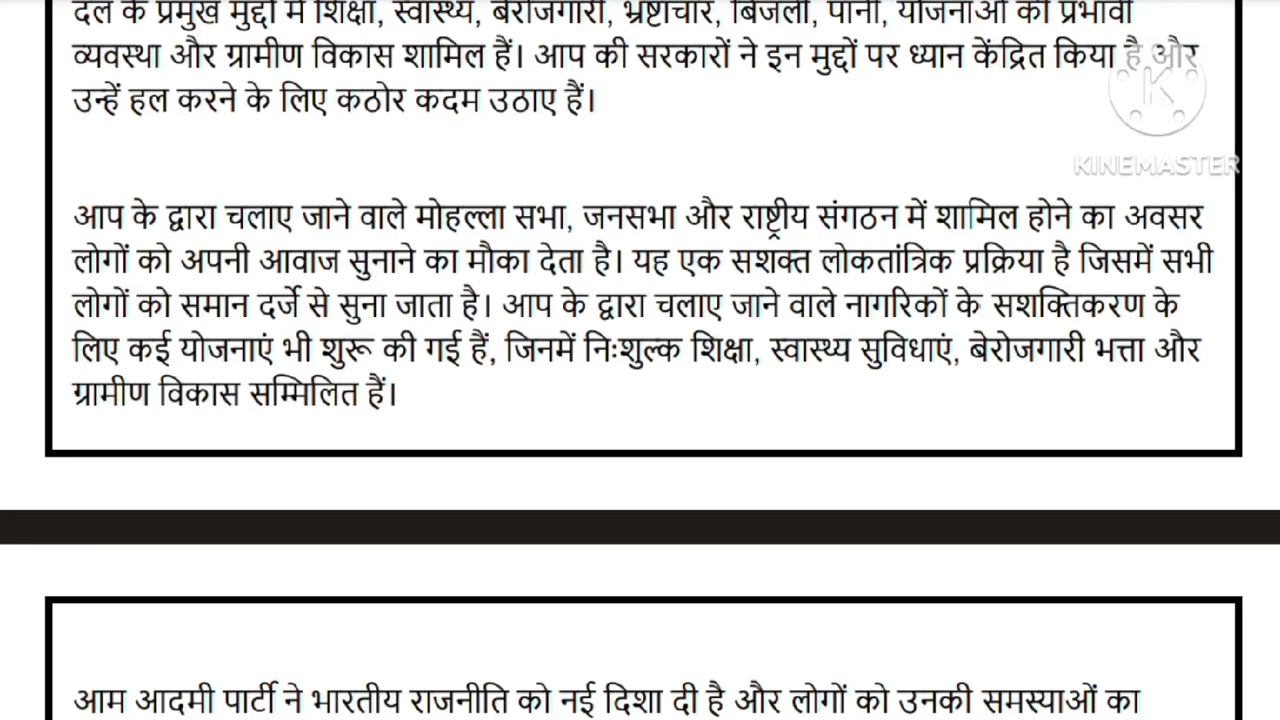 दल के प्रमुख मुद्दों में शिक्षा, स्वास्थ्य, बेरोजगारी, भ्रष्टाचार, बिजली, पानी, योजनाओं की प्रभावी
व्यवस्था और ग्रामीण विकास शामिल हैं। आप की सरकारों ने इन मुद्दों पर ध्यान केंद्रित किया है और
उन्हें हल करने के लिए कठोर कदम उठाए हैं।
K
KINEMASTER
आप के द्वारा चलाए जाने वाले मोहल्ला सभा, जनसभा और राष्ट्रीय संगठन में शामिल होने का अवसर
लोगों को अपनी आवाज सुनाने का मौका देता है। यह एक सशक्त लोकतांत्रिक प्रक्रिया है जिसमें सभी
लोगों को समान दर्जे से सुना जाता है। आप के द्वारा चलाए जाने वाले नागरिकों के सशक्तिकरण के
लिए कई योजनाएं भी शुरू की गई हैं, जिनमें निःशुल्क शिक्षा, स्वास्थ्य सुविधाएं, बेरोजगारी भत्ता और
ग्रामीण विकास सम्मिलित हैं।
आम आदमी पार्टी ने भारतीय राजनीति को नई दिशा दी है और लोगों को उनकी समस्याओं का